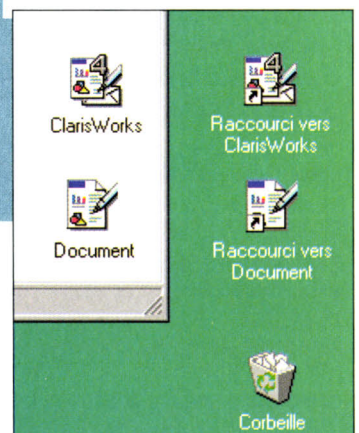 ClarisWorks
Document
Raccourci vers
ClarisWorks
Raccourci vers
Document
Corbeille